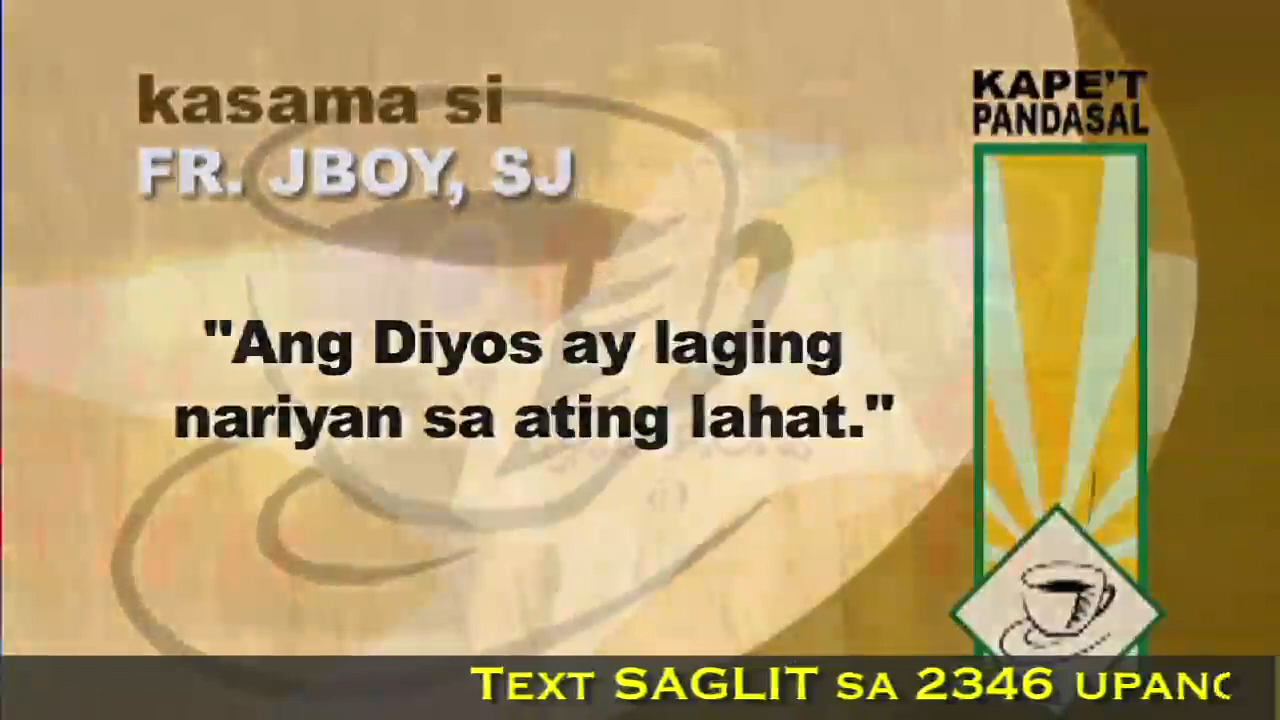 kasama si
FR. JBOY, SJ
KAPE'T
PANDASAL
"Ang Diyos ay laging
nariyan sa ating lahat."
TEXT SAGLIT SA 2346 UPANG